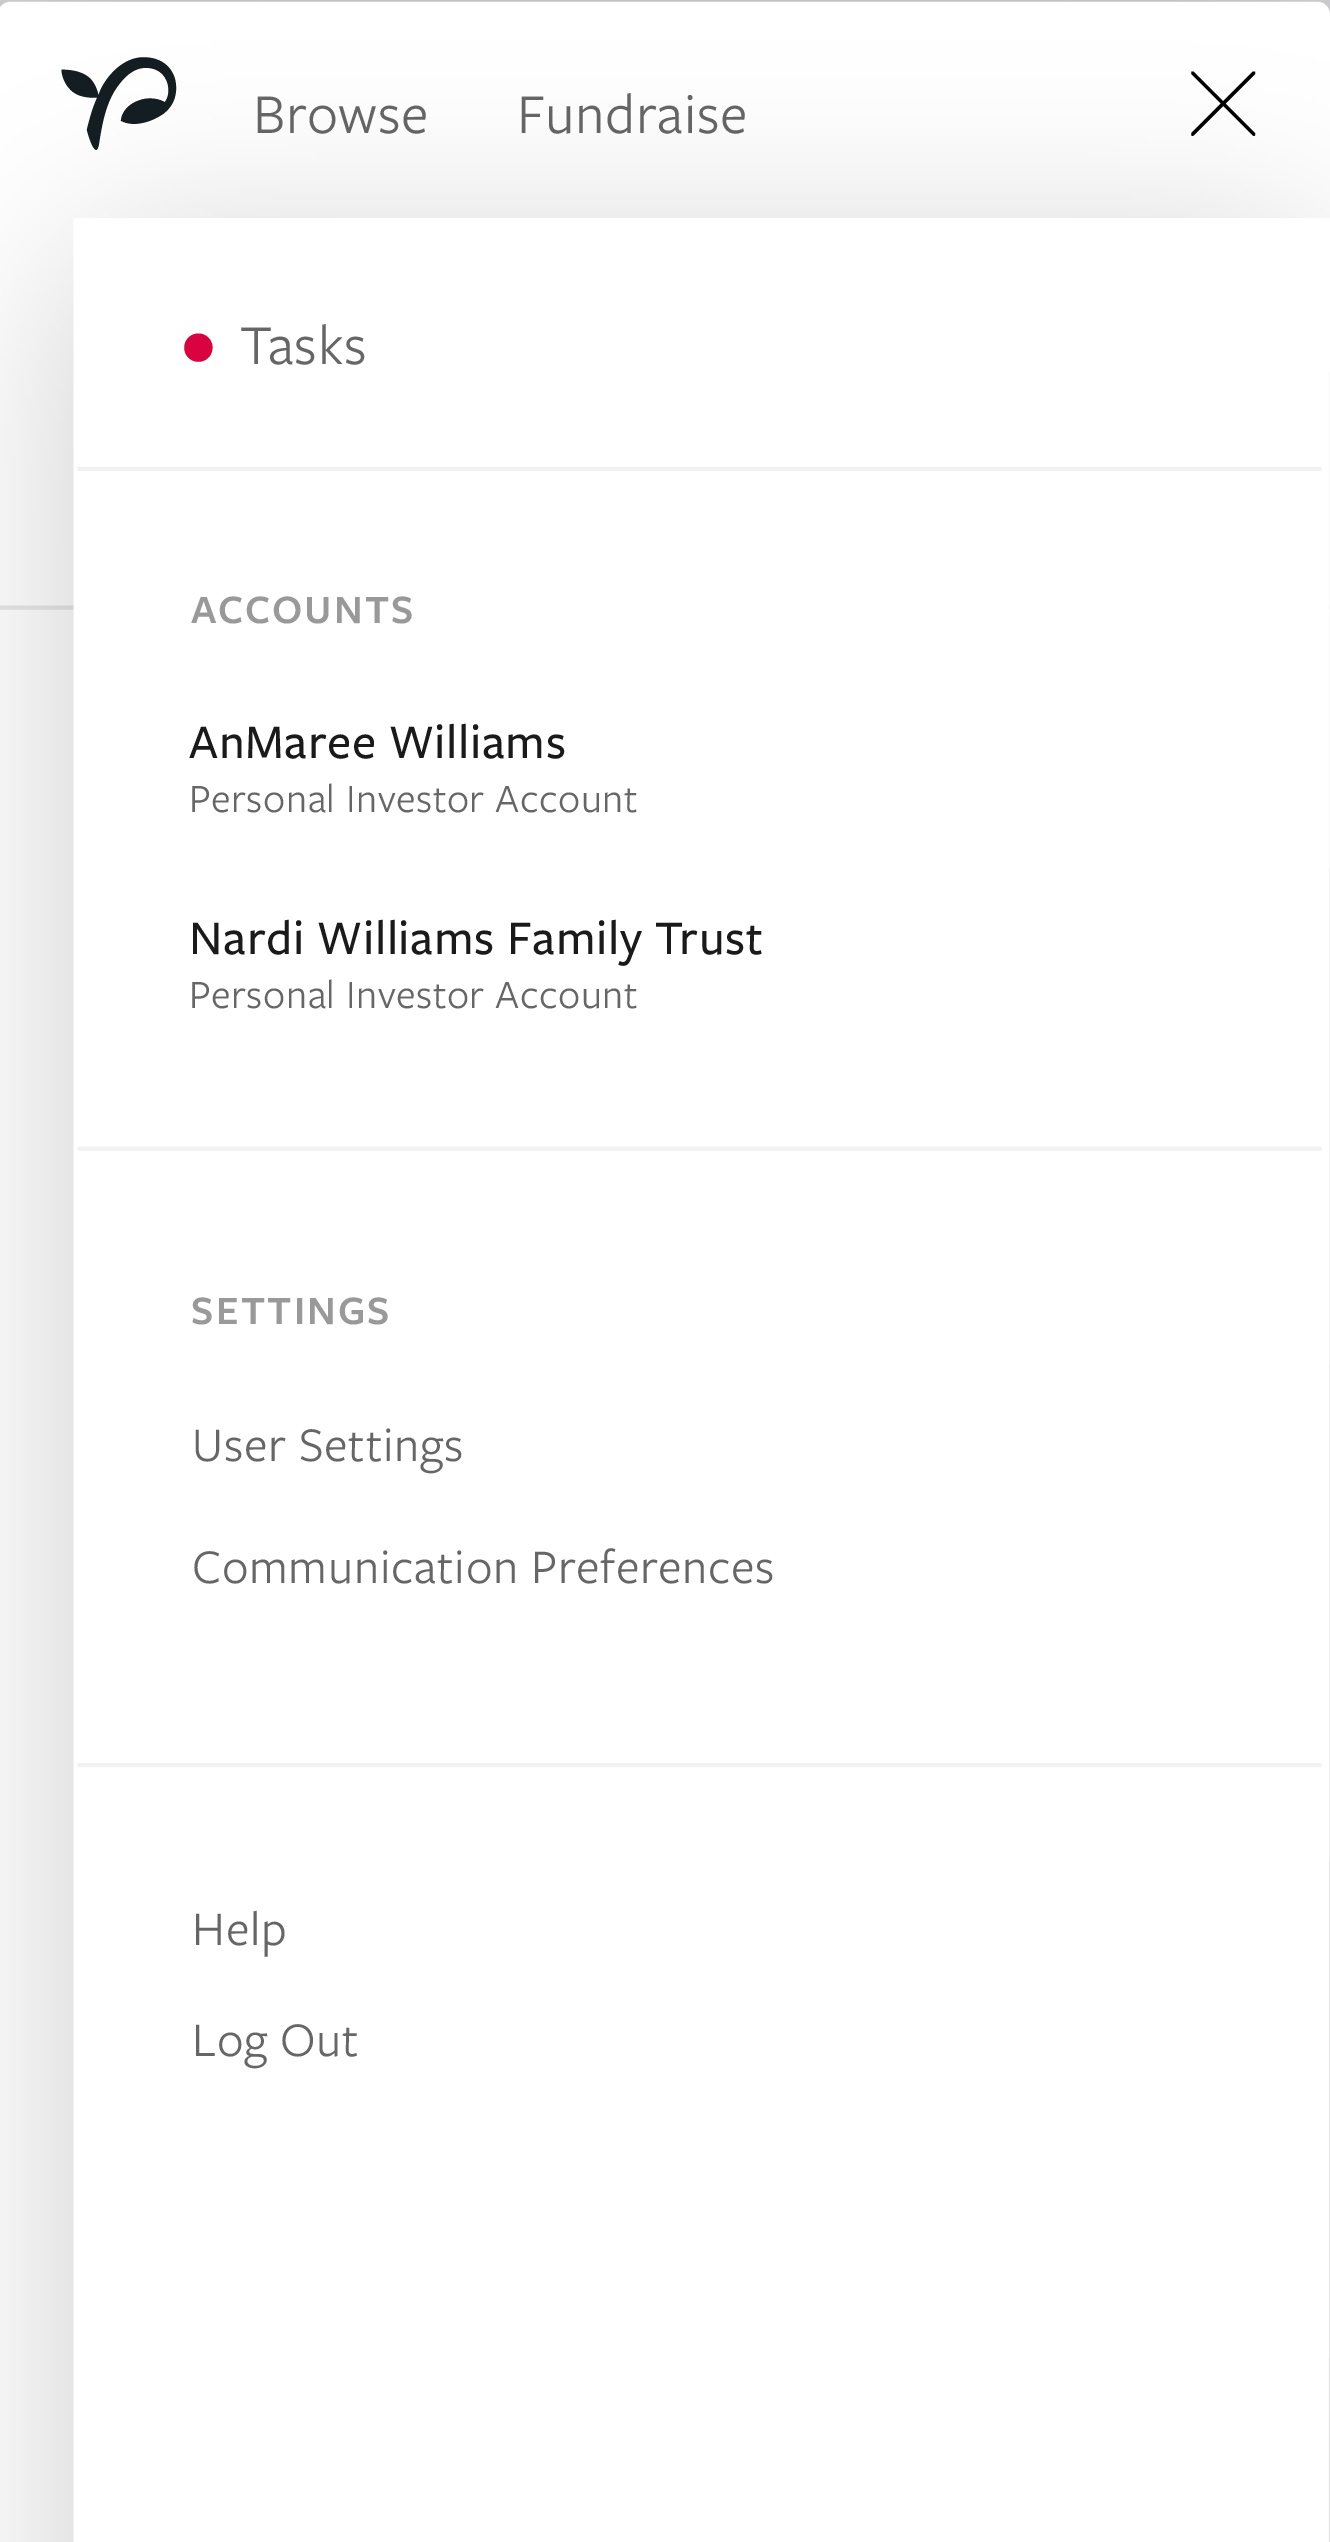 Browse Fundraise
Tasks
ACCOUNTS
AnMaree Williams
Personal Investor Account
Nardi Williams Family Trust
Personal Investor Account
SETTINGS
User Settings
Communication Preferences
Help
Log Out